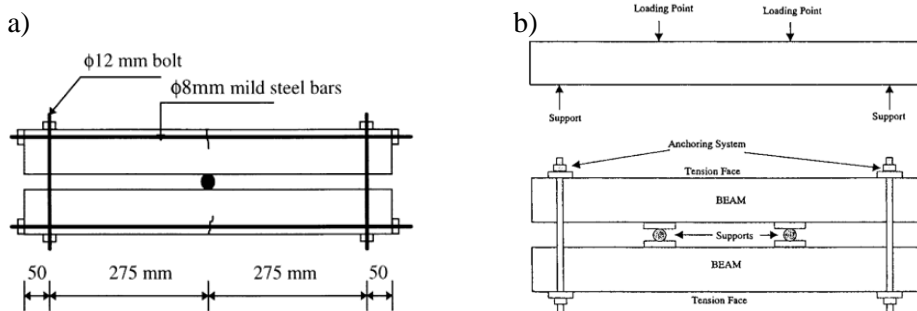 a)
ϕ12 mm bolt
ϕ8mm mild steel bars
50
275 mm
275 mm
50
b)
Loading Point
Loading Point
Support
Support
Anchoring System
Tension Face
BEAM
Supports
BEAM
Tension Face